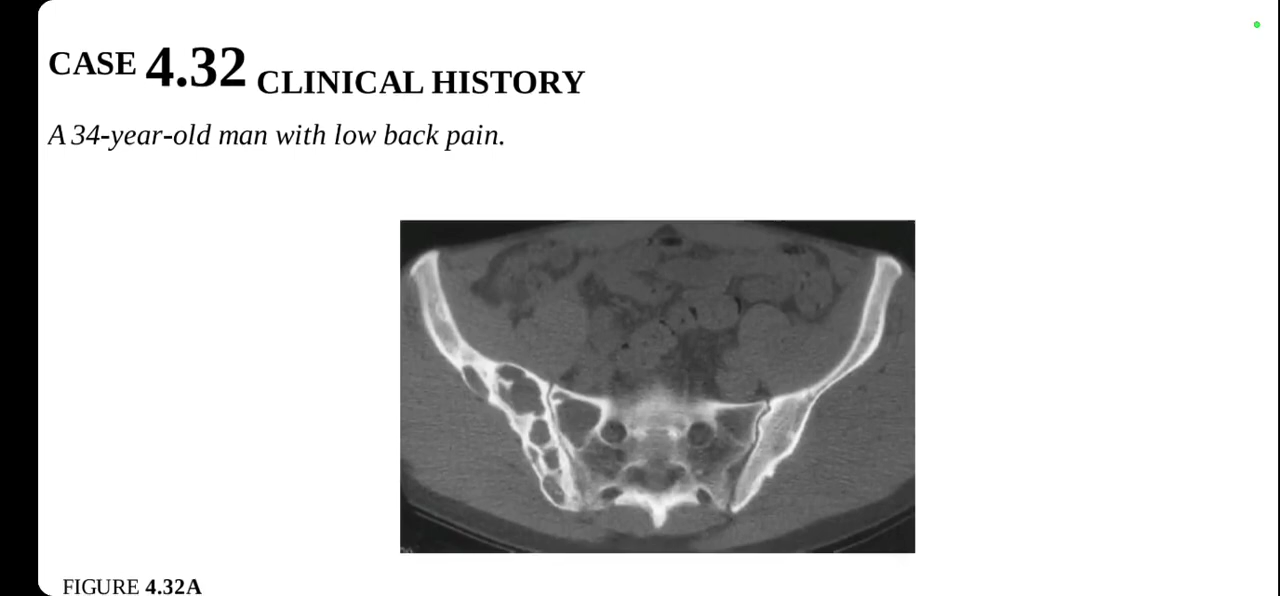 CASE 4.32 CLINICAL HISTORY
A 34-year-old man with low back pain.
FIGURE 4.32A